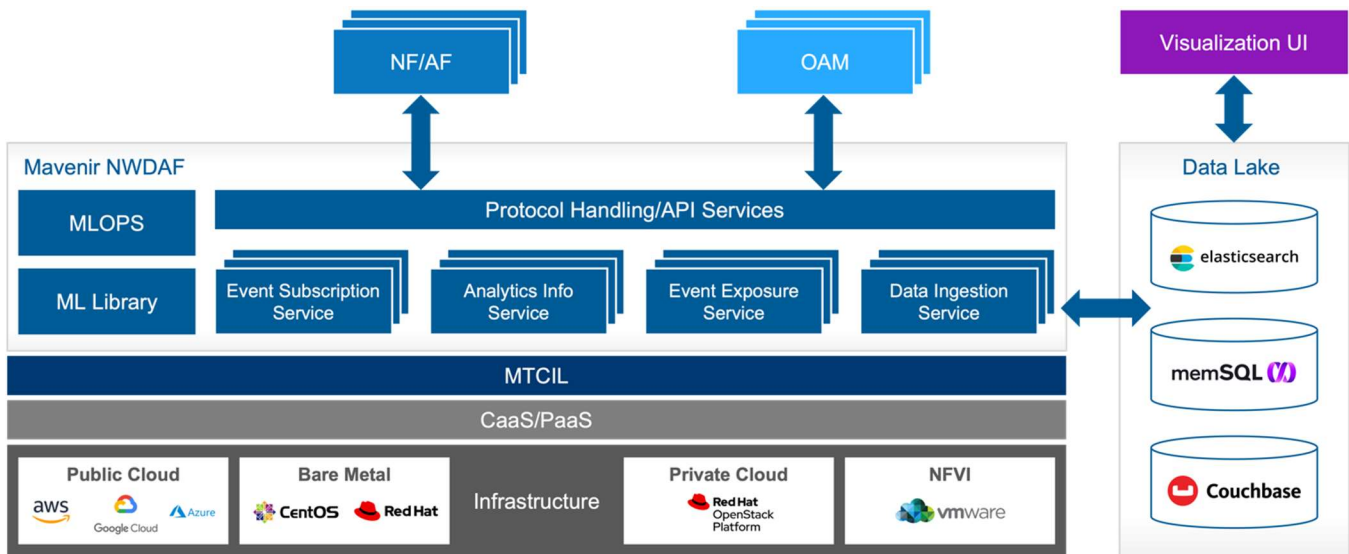 NF/AF
OAM
Visualization UI
Mavenir NWDAF
Data Lake
MLOPS
Protocol Handling/API Services
ML Library
Event Subscription
Service
Analytics Info
Service
Event Exposure
Service
Data Ingestion
Service
elasticsearch
memSQL
Couchbase
MTCIL
CaaS/PaaS
Infrastructure
Public Cloud
aws
Google Cloud
Azure
Bare Metal
CentOS
Red Hat
Private Cloud
Red Hat
OpenStack
Platform
NFVI
vmware